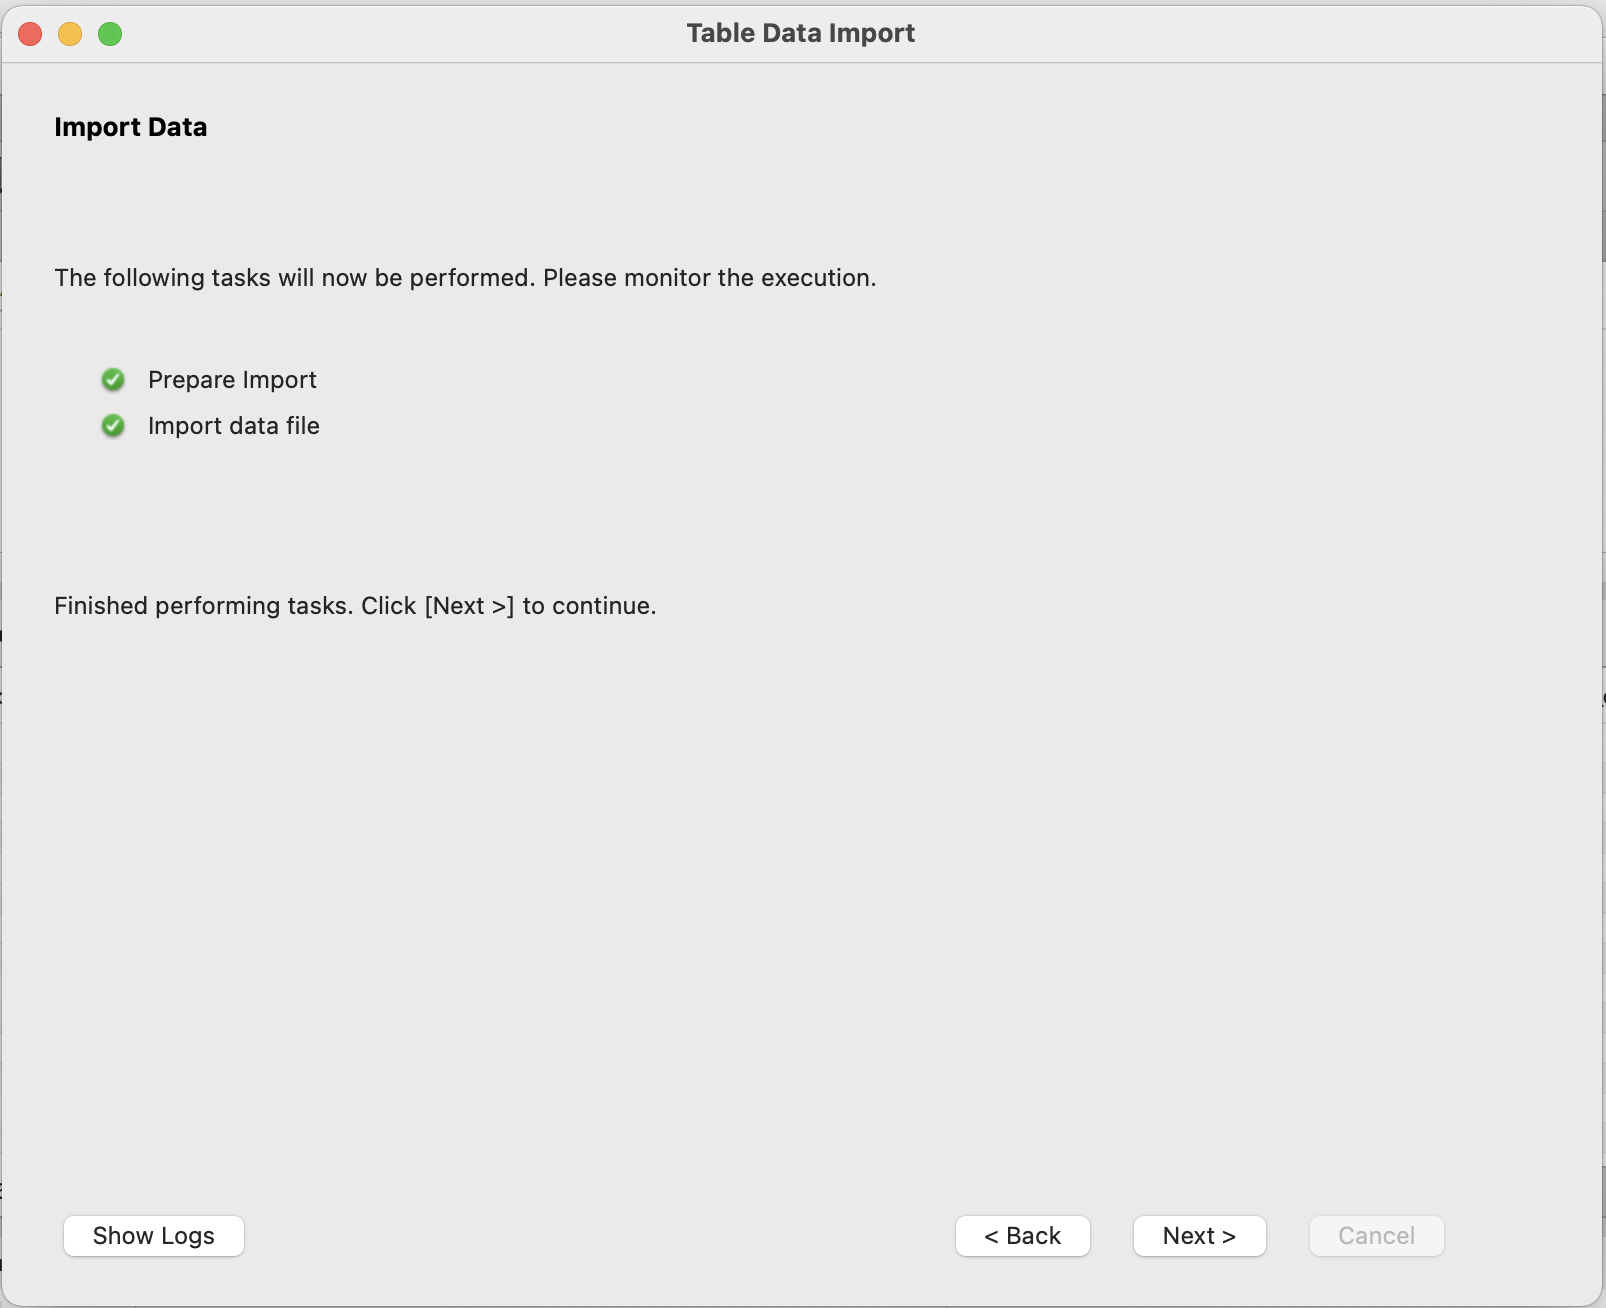 Table Data Import
Import Data
The following tasks will now be performed. Please monitor the execution.
Prepare Import
Import data file
Finished performing tasks. Click [Next >] to continue.
Show Logs
< Back
Next >
Cancel